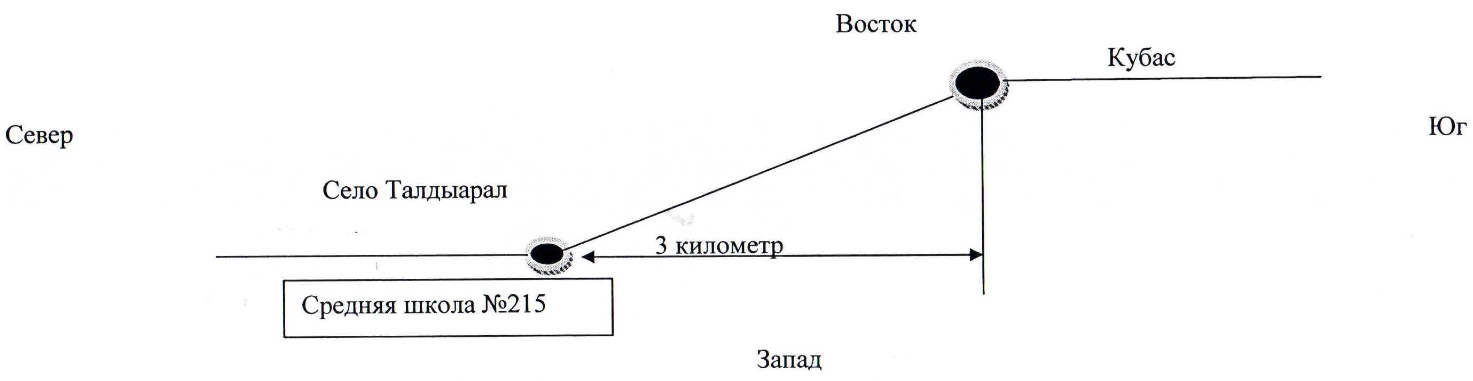 Восток
Кубас
Север
Юг
Село Талдыарал
3 километр
Средняя школа №215
Запад